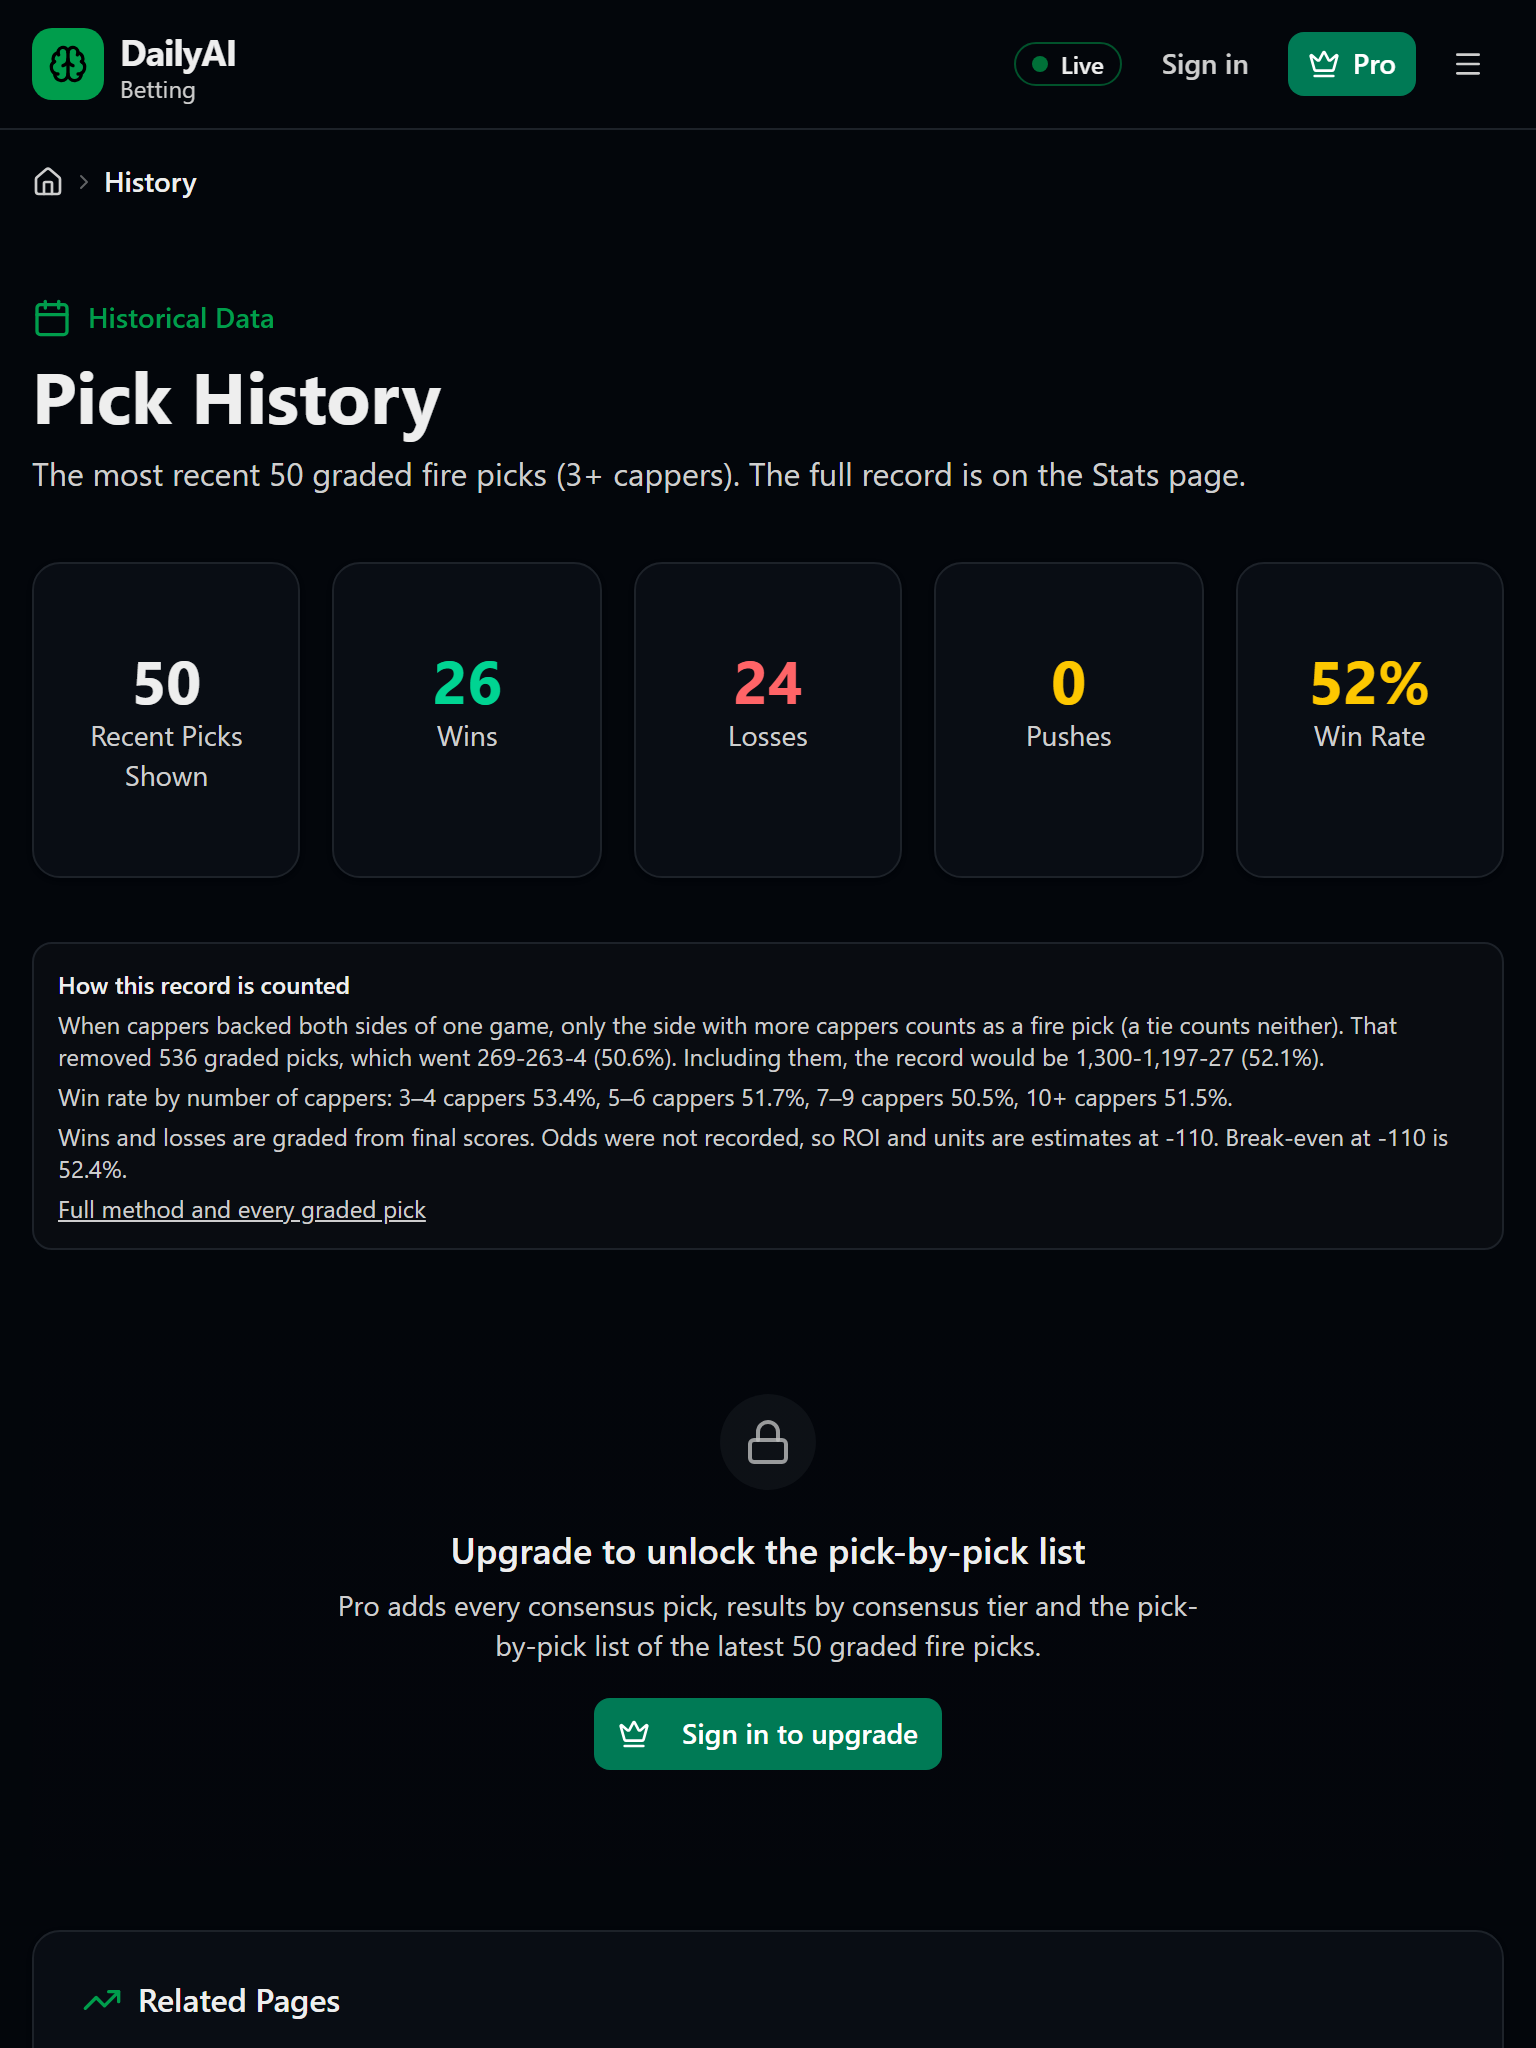 DailyAI
Betting
Live
Sign in
Pro
History
Historical Data
Pick History
The most recent 50 graded fire picks (3+ cappers). The full record is on the Stats page.
50
Recent Picks
Shown
26
Wins
24
Losses
0
Pushes
52%
Win Rate
How this record is counted
When cappers backed both sides of one game, only the side with more cappers counts as a fire pick (a tie counts neither). That
removed 536 graded picks, which went 269-263-4 (50.6%). Including them, the record would be 1,300-1,197-27 (52.1%).
Win rate by number of cappers: 3–4 cappers 53.4%, 5–6 cappers 51.7%, 7–9 cappers 50.5%, 10+ cappers 51.5%.
Wins and losses are graded from final scores. Odds were not recorded, so ROI and units are estimates at -110. Break-even at -110 is
52.4%.
Full method and every graded pick
Upgrade to unlock the pick-by-pick list
Pro adds every consensus pick, results by consensus tier and the pick-
by-pick list of the latest 50 graded fire picks.
Sign in to upgrade
Related Pages